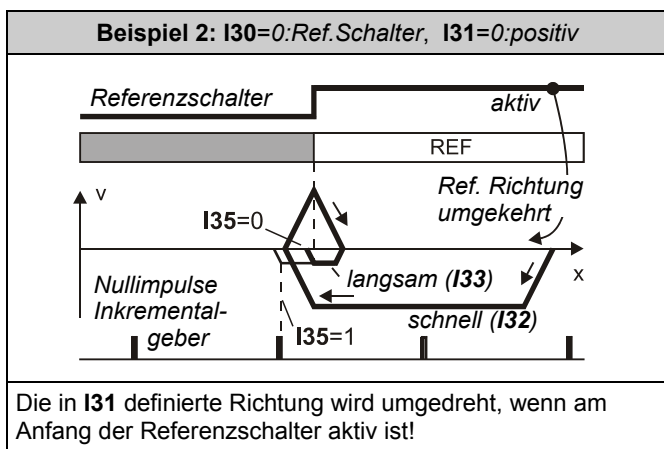 Beispiel 2: I30=0:Ref.Schalter, I31=0:positiv
Referenzschalter
aktiv
REF
v
Ref. Richtung
umgekehrt
I35=0
x
langsam (I33)
Nullimpulse
Inkremental-
geber
schnell (I32)
I35=1
Die in I31 definierte Richtung wird umgedreht, wenn am
Anfang der Referenzschalter aktiv ist!